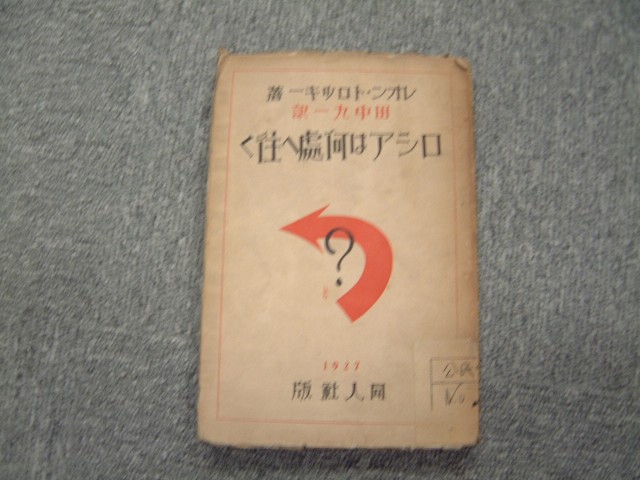 レオン・トロツキー著
田中九一訳
ロシアは何處へ往く
?
1927
同人社版